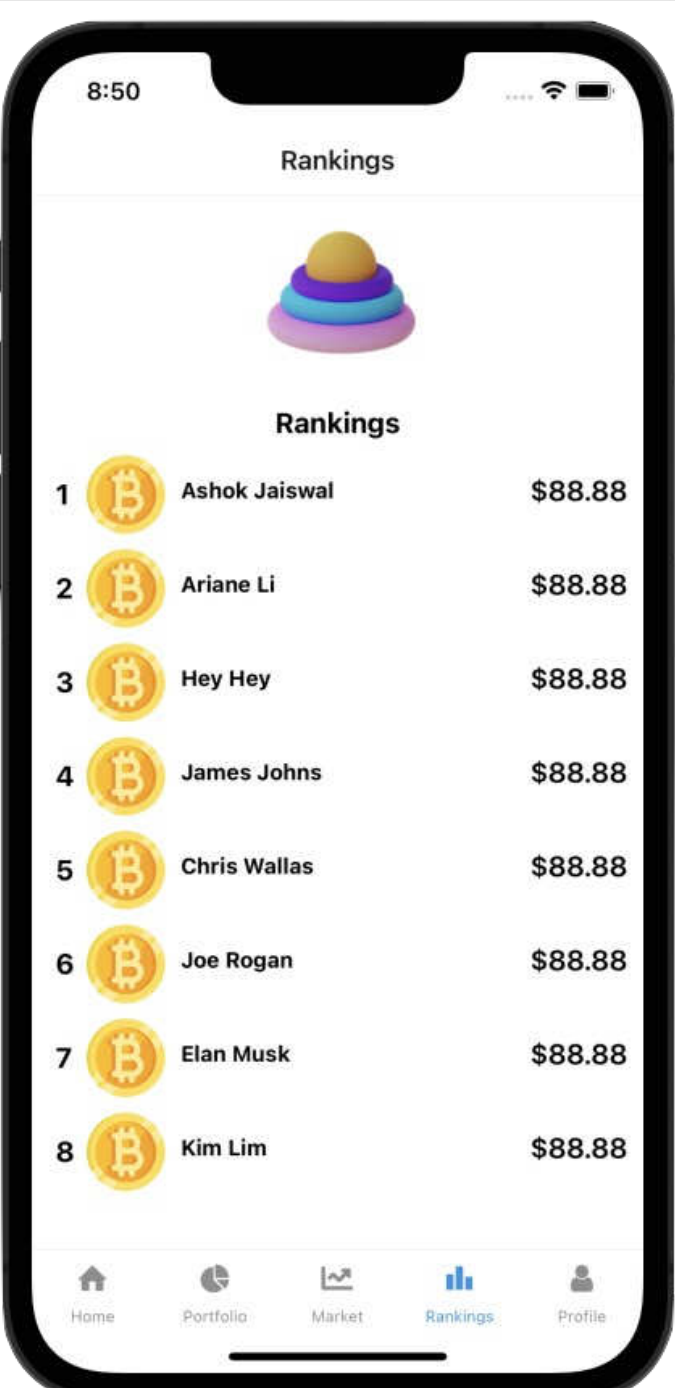 8:50
Rankings
Rankings
1 Ashok Jaiswal $88.88
2 Ariane Li $88.88
3 Hey Hey $88.88
4 James Johns $88.88
5 Chris Wallas $88.88
6 Joe Rogan $88.88
7 Elan Musk $88.88
8 Kim Lim $88.88
Home Portfolio Market Rankings Profile